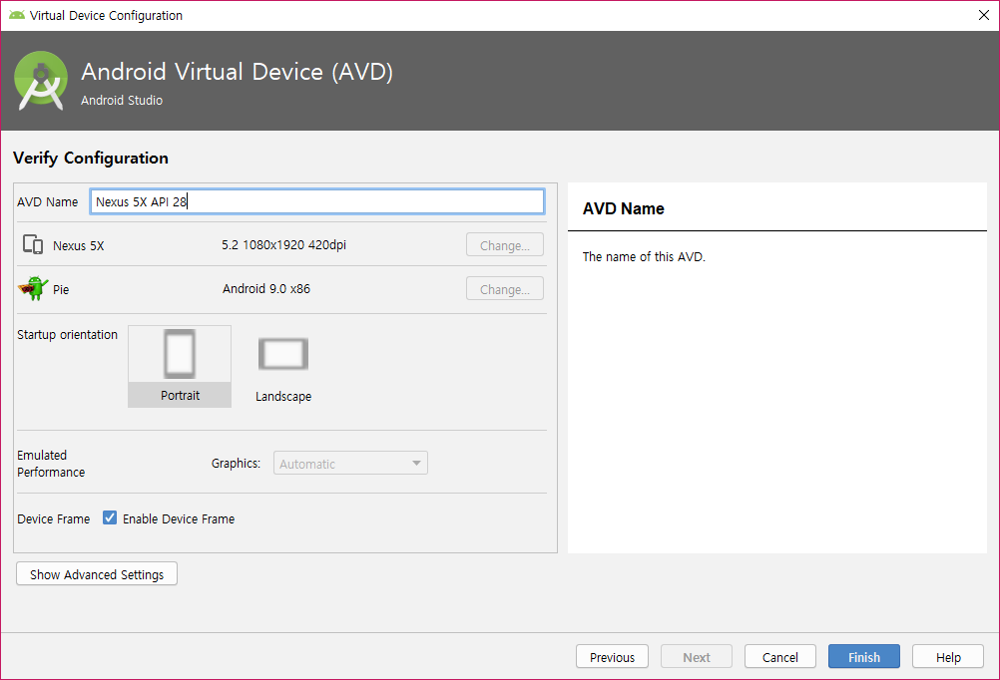 Virtual Device Configuration
Android Virtual Device (AVD)
Android Studio
Verify Configuration
AVD Name Nexus 5X API 28
Nexus 5X 5.2 1080x1920 420dpi Change...
Pie Android 9.0 x86 Change...
Startup orientation
Portrait Landscape
Emulated
Performance
Graphics: Automatic
Device Frame Enable Device Frame
Show Advanced Settings
AVD Name
The name of this AVD.
Previous Next Cancel Finish Help